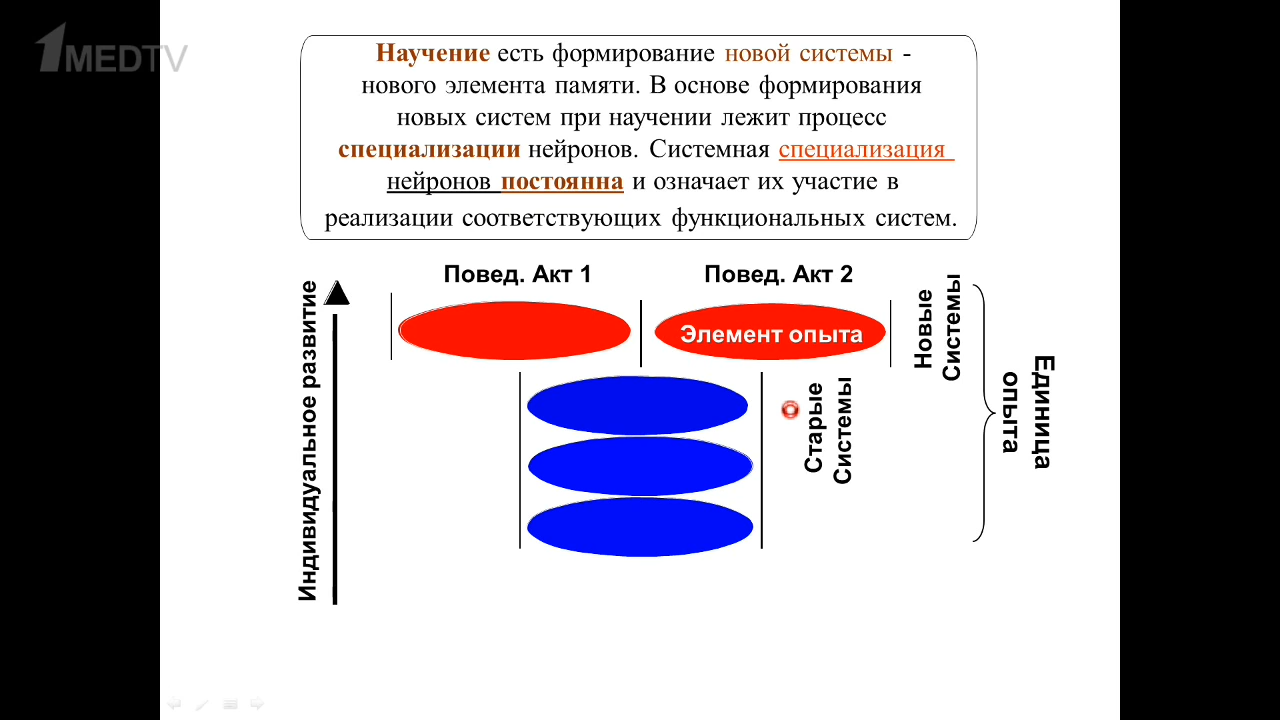 1MEDTV
Научение есть формирование новой системы -
нового элемента памяти. В основе формирования
новых систем при научении лежит процесс
специализации нейронов. Системная специализация
нейронов постоянна и означает их участие в
реализации соответствующих функциональных систем.
Повед. Акт 1
Повед. Акт 2
Индивидуальное развитие
Элемент опыта
Новые
Системы
Старые
Системы
Единица
опыта